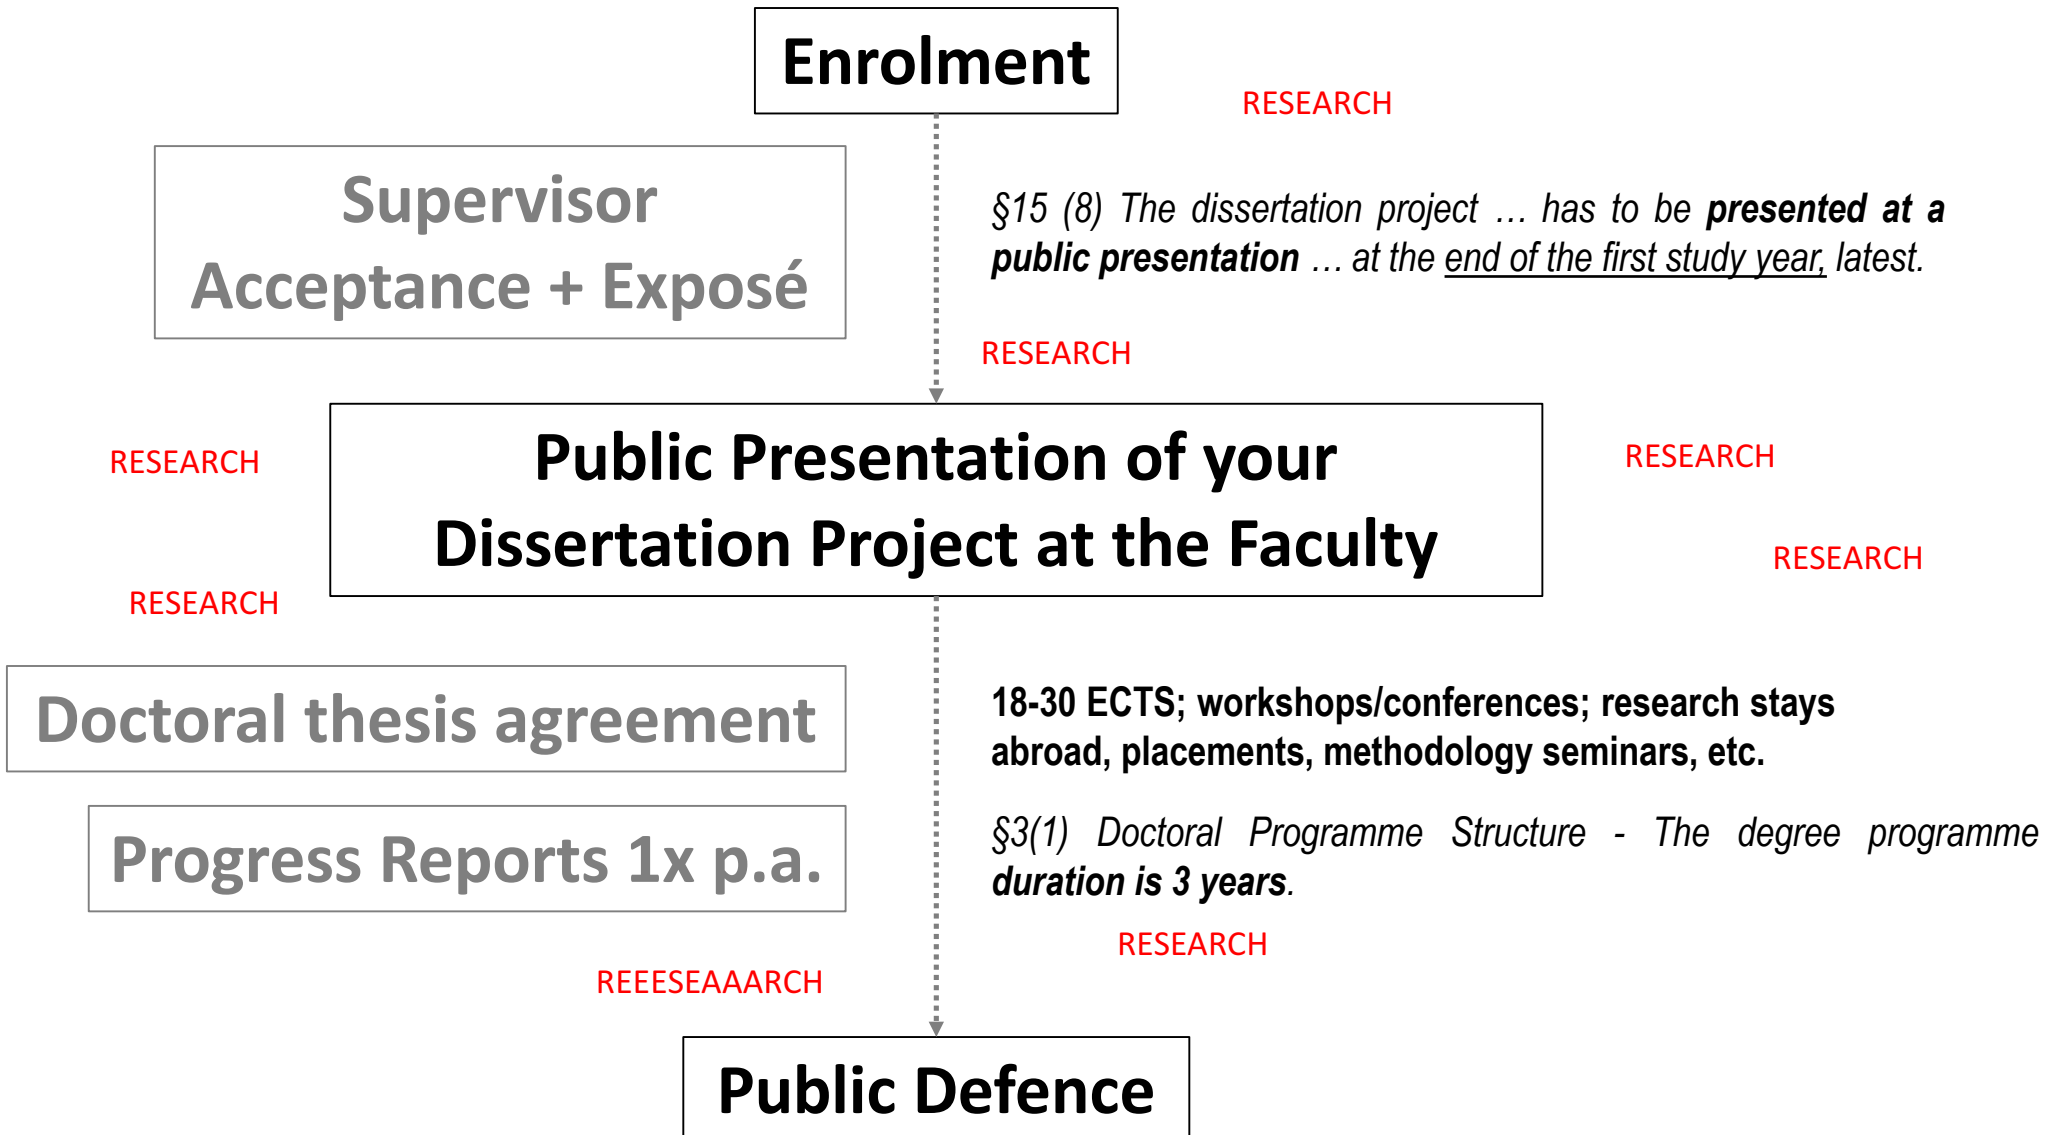 Enrolment
RESEARCH
Supervisor
Acceptance + Exposé
§15 (8) The dissertation project … has to be presented at a
public presentation … at the end of the first study year, latest.
RESEARCH
Public Presentation of your
Dissertation Project at the Faculty
RESEARCH
RESEARCH
RESEARCH
RESEARCH
Doctoral thesis agreement
18-30 ECTS; workshops/conferences; research stays
abroad, placements, methodology seminars, etc.
Progress Reports 1x p.a.
§3(1) Doctoral Programme Structure - The degree programme
duration is 3 years.
RESEARCH
REEESEAAARCH
Public Defence